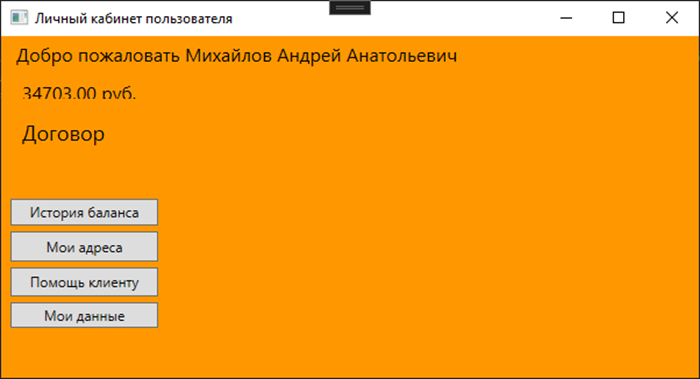 Личный кабинет пользователя
Добро пожаловать Михайлов Андрей Анатольевич
34703,00 руб.
Договор
История баланса
Мои адреса
Помощь клиенту
Мои данные